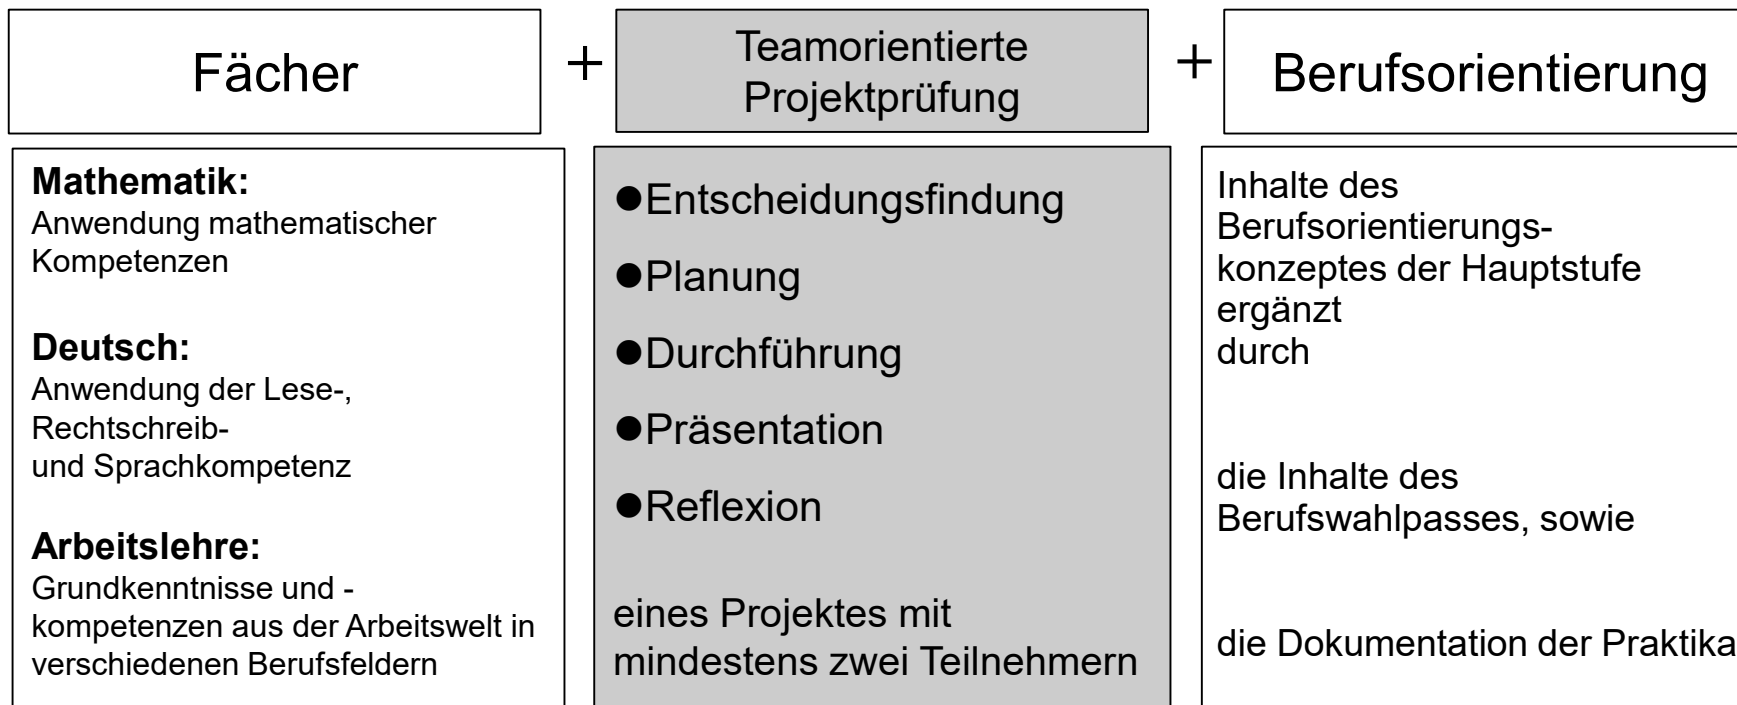 Fächer
+
Teamorientierte
Projektprüfung
+
Berufsorientierung
Mathematik:
Anwendung mathematischer
Kompetenzen
Deutsch:
Anwendung der Lese-,
Rechtschreib-
und Sprachkompetenz
Arbeitslehre:
Grundkenntnisse und -
kompetenzen aus der Arbeitswelt in
verschiedenen Berufsfeldern
●Entscheidungsfindung
●Planung
●Durchführung
●Präsentation
●Reflexion
eines Projektes mit
mindestens zwei Teilnehmern
Inhalte des
Berufsorientierungs-
konzeptes der Hauptstufe
ergänzt
durch
die Inhalte des
Berufswahlpasses, sowie
die Dokumentation der Praktika